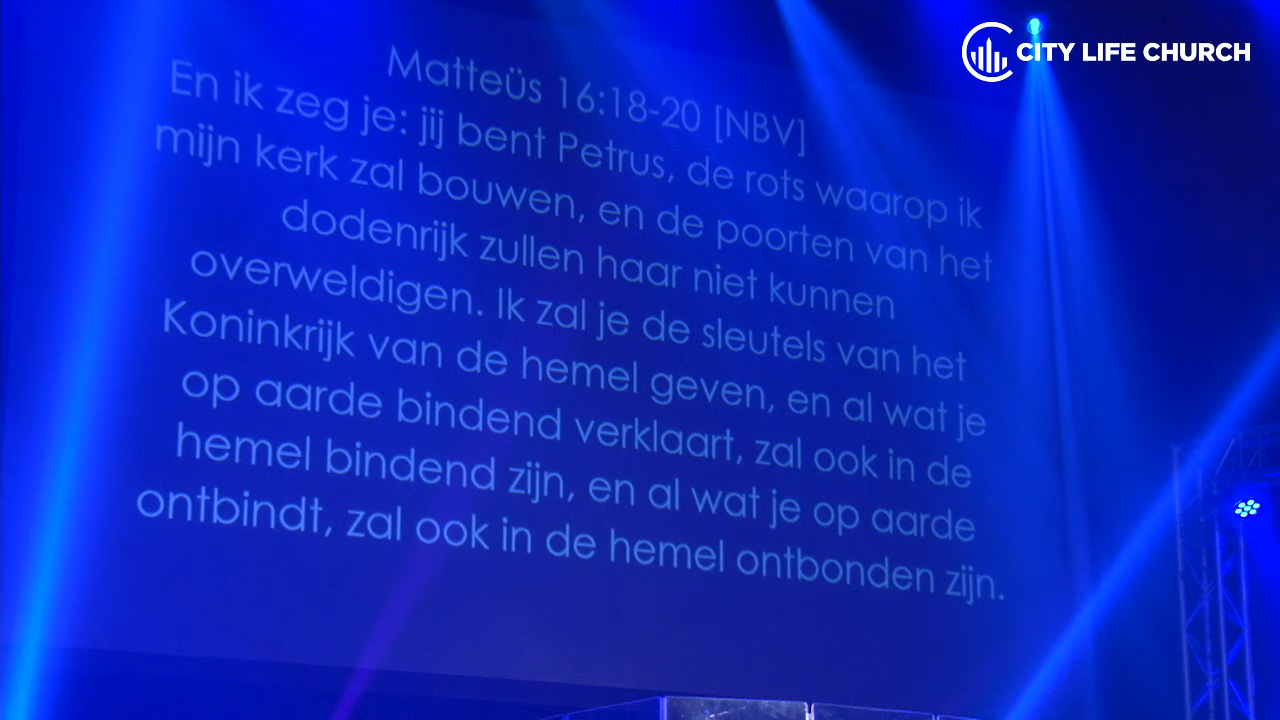 CITY LIFE CHURCH
Matteüs 16:18-20 [NBV]
En ik zeg je: jij bent Petrus, de rots waarop ik
mijn kerk zal bouwen, en de poorten van het
dodenrijk zullen haar niet kunnen
overweldigen. Ik zal je de sleutels van het
Koninkrijk van de hemel geven, en al wat je
op aarde bindend verklaart, zal ook in de
hemel bindend zijn, en al wat je op aarde
ontbindt, zal ook in de hemel ontbonden zijn.